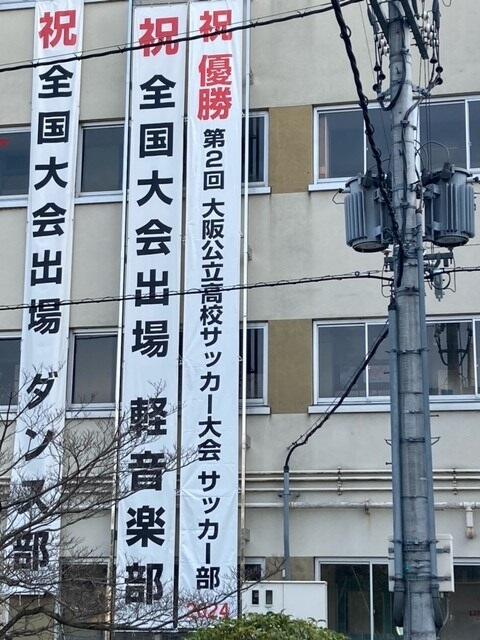 祝 優勝 第2回 大阪公立高校サッカー大会 サッカー部 2024
祝 全国大会出場 軽音楽部
祝 全国大会出場 ダンス部